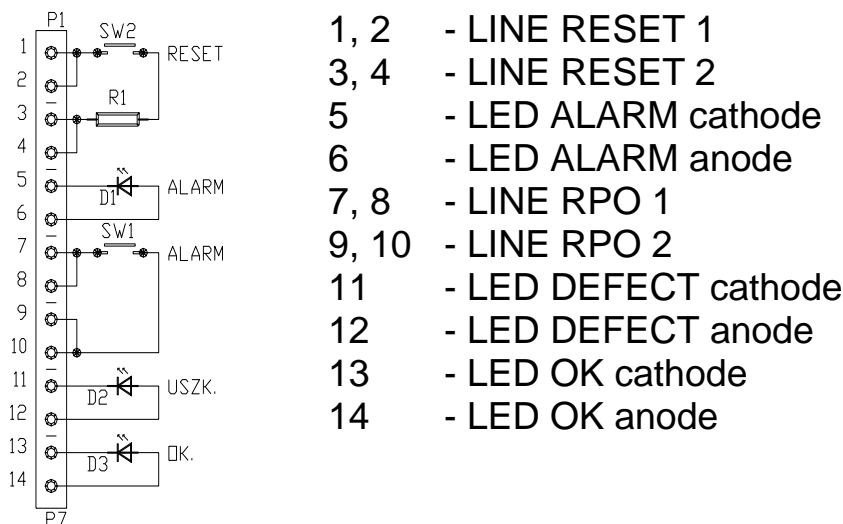 P1
1
SW2
RESET
2
R1
3
4
5
D1
ALARM
6
SW1
7
ALARM
8
9
10
11
D2
USZK.
12
13
D3
OK.
14
P7
1, 2 - LINE RESET 1
3, 4 - LINE RESET 2
5 - LED ALARM cathode
6 - LED ALARM anode
7, 8 - LINE RPO 1
9, 10 - LINE RPO 2
11 - LED DEFECT cathode
12 - LED DEFECT anode
13 - LED OK cathode
14 - LED OK anode